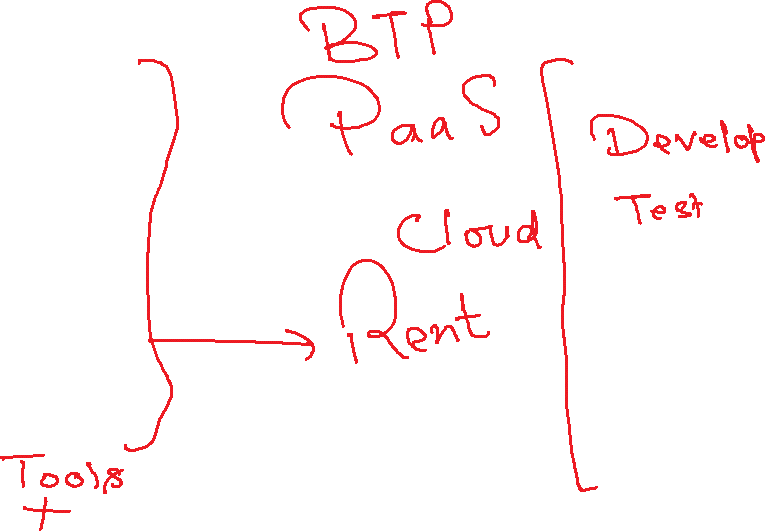 BTP
PaaS
Develop
Test
Cloud
Rent
Tools
+